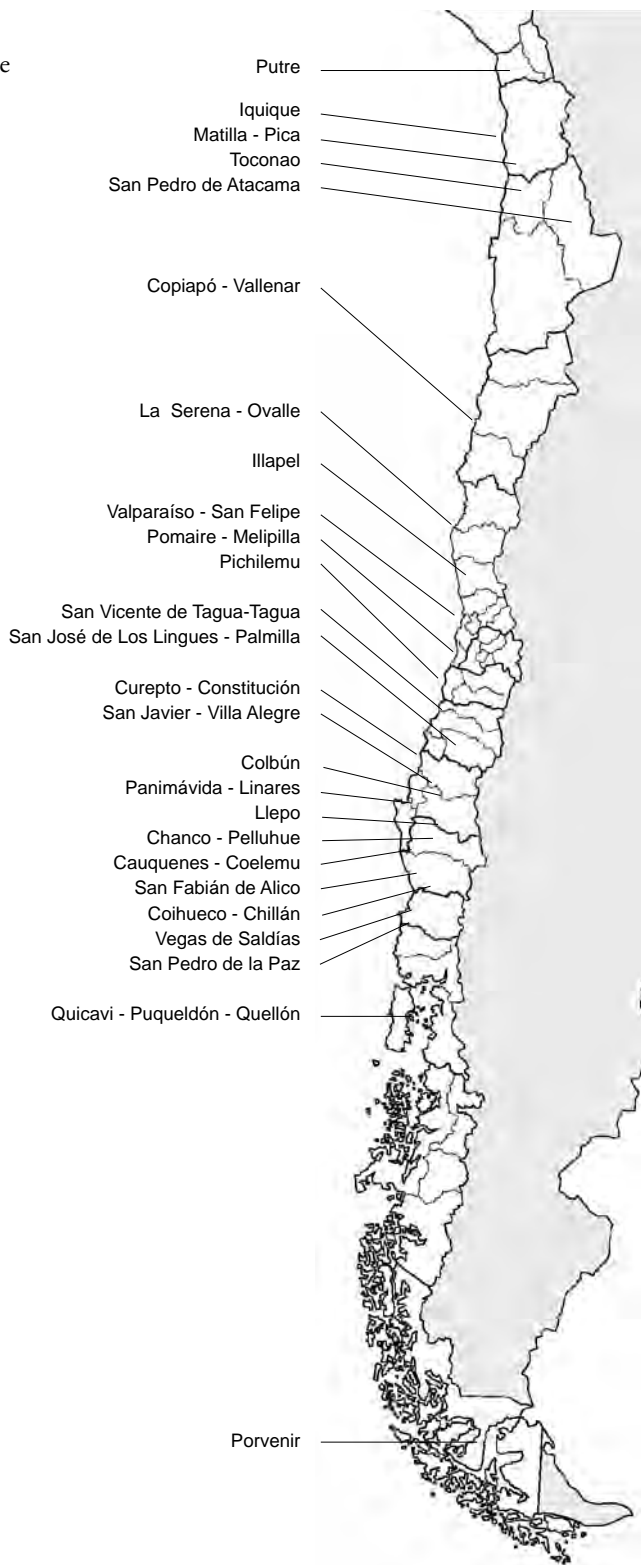 e
Putre
Iquique
Matilla - Pica
Toconao
San Pedro de Atacama
Copiapó - Vallenar
La Serena - Ovalle
Illapel
Valparaíso - San Felipe
Pomaire - Melipilla
Pichilemu
San Vicente de Tagua-Tagua
San José de Los Lingues - Palmilla
Curepto - Constitución
San Javier - Villa Alegre
Colbún
Panimávida - Linares
Llepo
Chanco - Pelluhue
Cauquenes - Coelemu
San Fabián de Alico
Coihueco - Chillán
Vegas de Saldías
San Pedro de la Paz
Quicavi - Puqueldón - Quellón
Porvenir